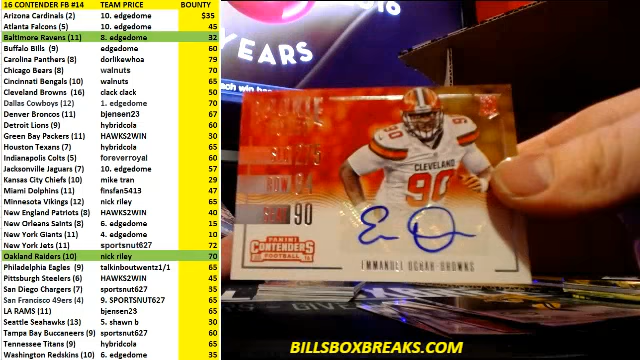 16 CONTENDER FB #14 TEAM PRICE BOUNTY
Arizona Cardinals (2) 10. edgedome $35
Atlanta Falcons (5) 10. edgedome 45
Baltimore Ravens (11) 8. edgedome 32
Buffalo Bills (9) edgedome 60
Carolina Panthers (8) dorlikewhoa 79
Chicago Bears (8) walnuts 70
Cincinnati Bengals (10) walnuts 65
Cleveland Browns (16) clack clack 50
Dallas Cowboys (12) 1. edgedome 70
Denver Broncos (11) bjensen23 67
Detroit Lions (9) hybridcola 60
Green Bay Packers (11) HAWKS2WIN 30
Houston Texas (7) hybridcola 65
Indianapolis Colts (5) foreverroyal 60
Jacksonville Jaguars (7) 10. edgedome 57
Kansas City Chiefs (10) mike tran 29
Miami Dolphins (11) finsfan5413 47
Minnesota Vikings (12) nick riley 65
New England Patriots (8) HAWKS2WIN 40
New Orleans Saints (8) 6. edgedome 15
New York Giants (11) 4. edgedome 10
New York Jets (11) sportsnut627 72
Oakland Raiders (10) nick riley 70
Philadelphia Eagles (9) talkinboutwentz1/1 65
Pittsburgh Steelers (6) HAWKS2WIN 45
San Diego Chargers (7) sportsnut627 35
San Francisco 49ers (4) 9. SPORTSNUT627 65
LA RAMS (11) bjensen23 65
Seattle Seahawks (13) 5. shawn b 30
Tampa Bay Buccaneers (9) sportsnut627 60
Tennessee Titans (9) hybridcola 65
Washington Redskins (10) 6. edgedome 35
YEARS
CLEVELAND
90
90
90
PANINI
CONTENDERS
FOOTBALL
EMMANUEL OGBAH-BROWNS
BILLSBOXBREAKS.COM